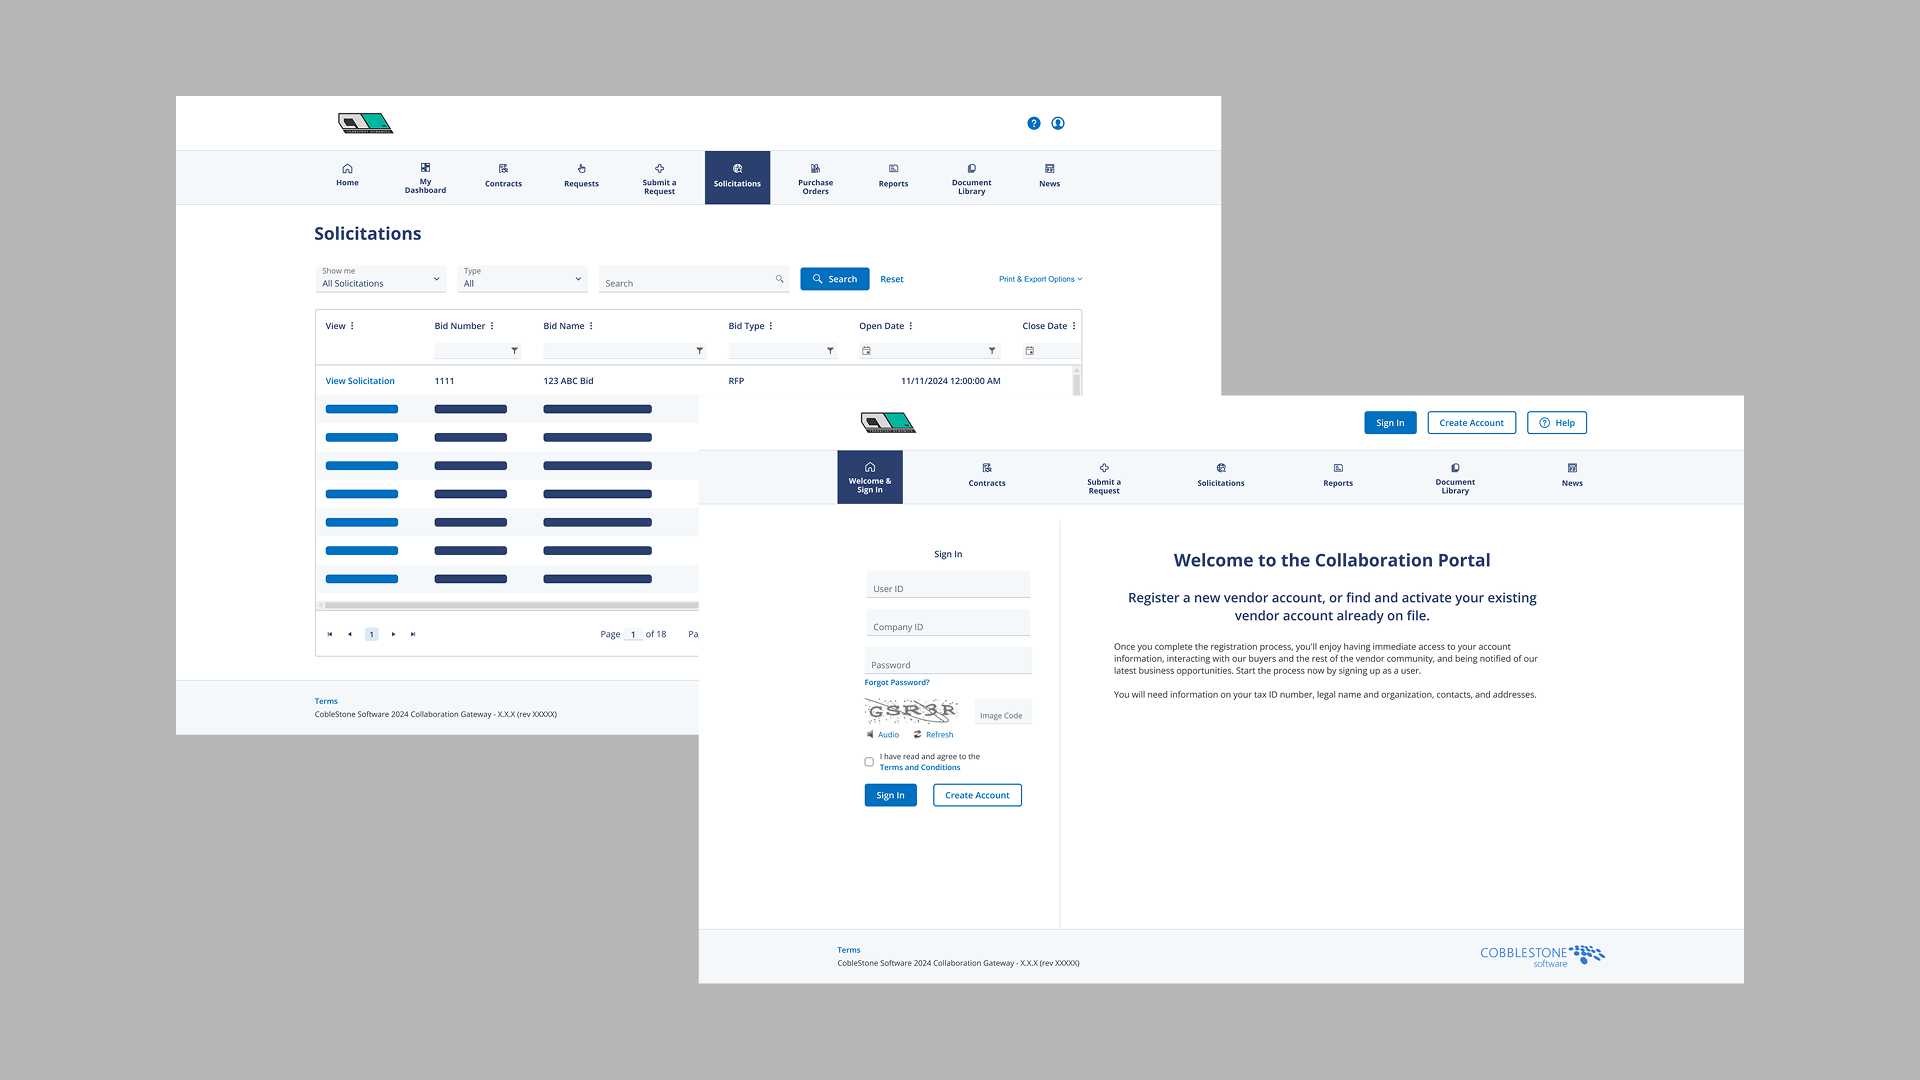 Home
My
Dashboard
Contracts
Requests
Submit a
Request
Solicitations
Purchase
Orders
Reports
Document
Library
News
Solicitations
Show me
All Solicitations
Type
All
Search
Search
Reset
Print & Export Options
View
Bid Number
Bid Name
Bid Type
Open Date
Close Date
View Solicitation
1111
123 ABC Bid
RFP
11/11/2024 12:00:00 AM
1
Page 1 of 18
Pa
Terms
CobleStone Software 2024 Collaboration Gateway - X.X.X (rev XXXXX)
Sign In
Create Account
? Help
Welcome &
Sign In
Contracts
Submit a
Request
Solicitations
Reports
Document
Library
News
Sign In
User ID
Company ID
Password
Forgot Password?
GSR3R
Image Code
Audio
Refresh
I have read and agree to the
Terms and Conditions
Sign In
Create Account
Welcome to the Collaboration Portal
Register a new vendor account, or find and activate your existing
vendor account already on file.
Once you complete the registration process, you'll enjoy having immediate access to your account
information, interacting with our buyers and the rest of the vendor community, and being notified of our
latest business opportunities. Start the process now by signing up as a user.
You will need information on your tax ID number, legal name and organization, contacts, and addresses.
Terms
CobleStone Software 2024 Collaboration Gateway - X.X.X (rev XXXXX)
COBBLESTONE
software